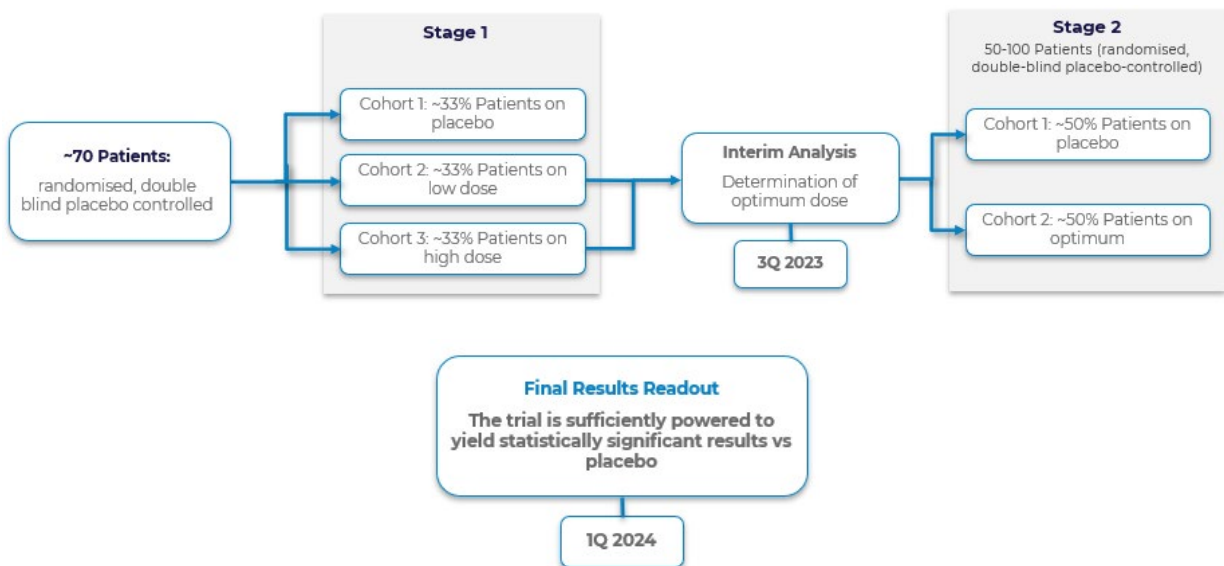 Stage 1
Stage 2
50-100 Patients (randomised,
double-blind placebo-controlled)
~70 Patients:
randomised, double
blind placebo controlled
Cohort 1: ~33% Patients on
placebo
Cohort 2: ~33% Patients on
low dose
Cohort 3: ~33% Patients on
high dose
Interim Analysis
Determination of
optimum dose
3Q 2023
Cohort 1: ~50% Patients on
placebo
Cohort 2: ~50% Patients on
optimum
Final Results Readout
The trial is sufficiently powered to
yield statistically significant results vs
placebo
1Q 2024